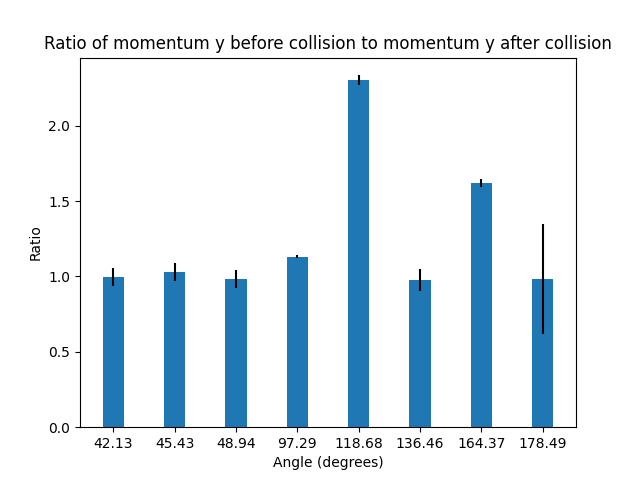 Ratio of momentum y before collision to momentum y after collision
2.0
1.5
1.0
0.5
0.0
Ratio
42.13 45.43 48.94 97.29 118.68 136.46 164.37 178.49
Angle (degrees)